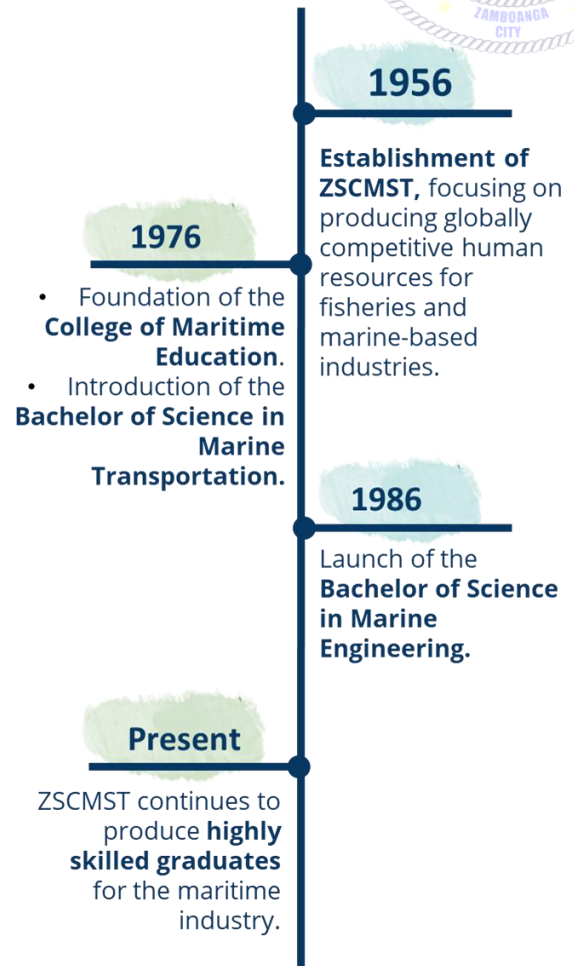 ZAMBOANGA
CITY
1956
Establishment of
ZSCMST, focusing on
producing globally
competitive human
resources for
fisheries and
marine-based
industries.
1976
• Foundation of the
College of Maritime
Education.
• Introduction of the
Bachelor of Science in
Marine
Transportation.
1986
Launch of the
Bachelor of Science
in Marine
Engineering.
Present
ZSCMST continues to
produce highly
skilled graduates
for the maritime
industry.